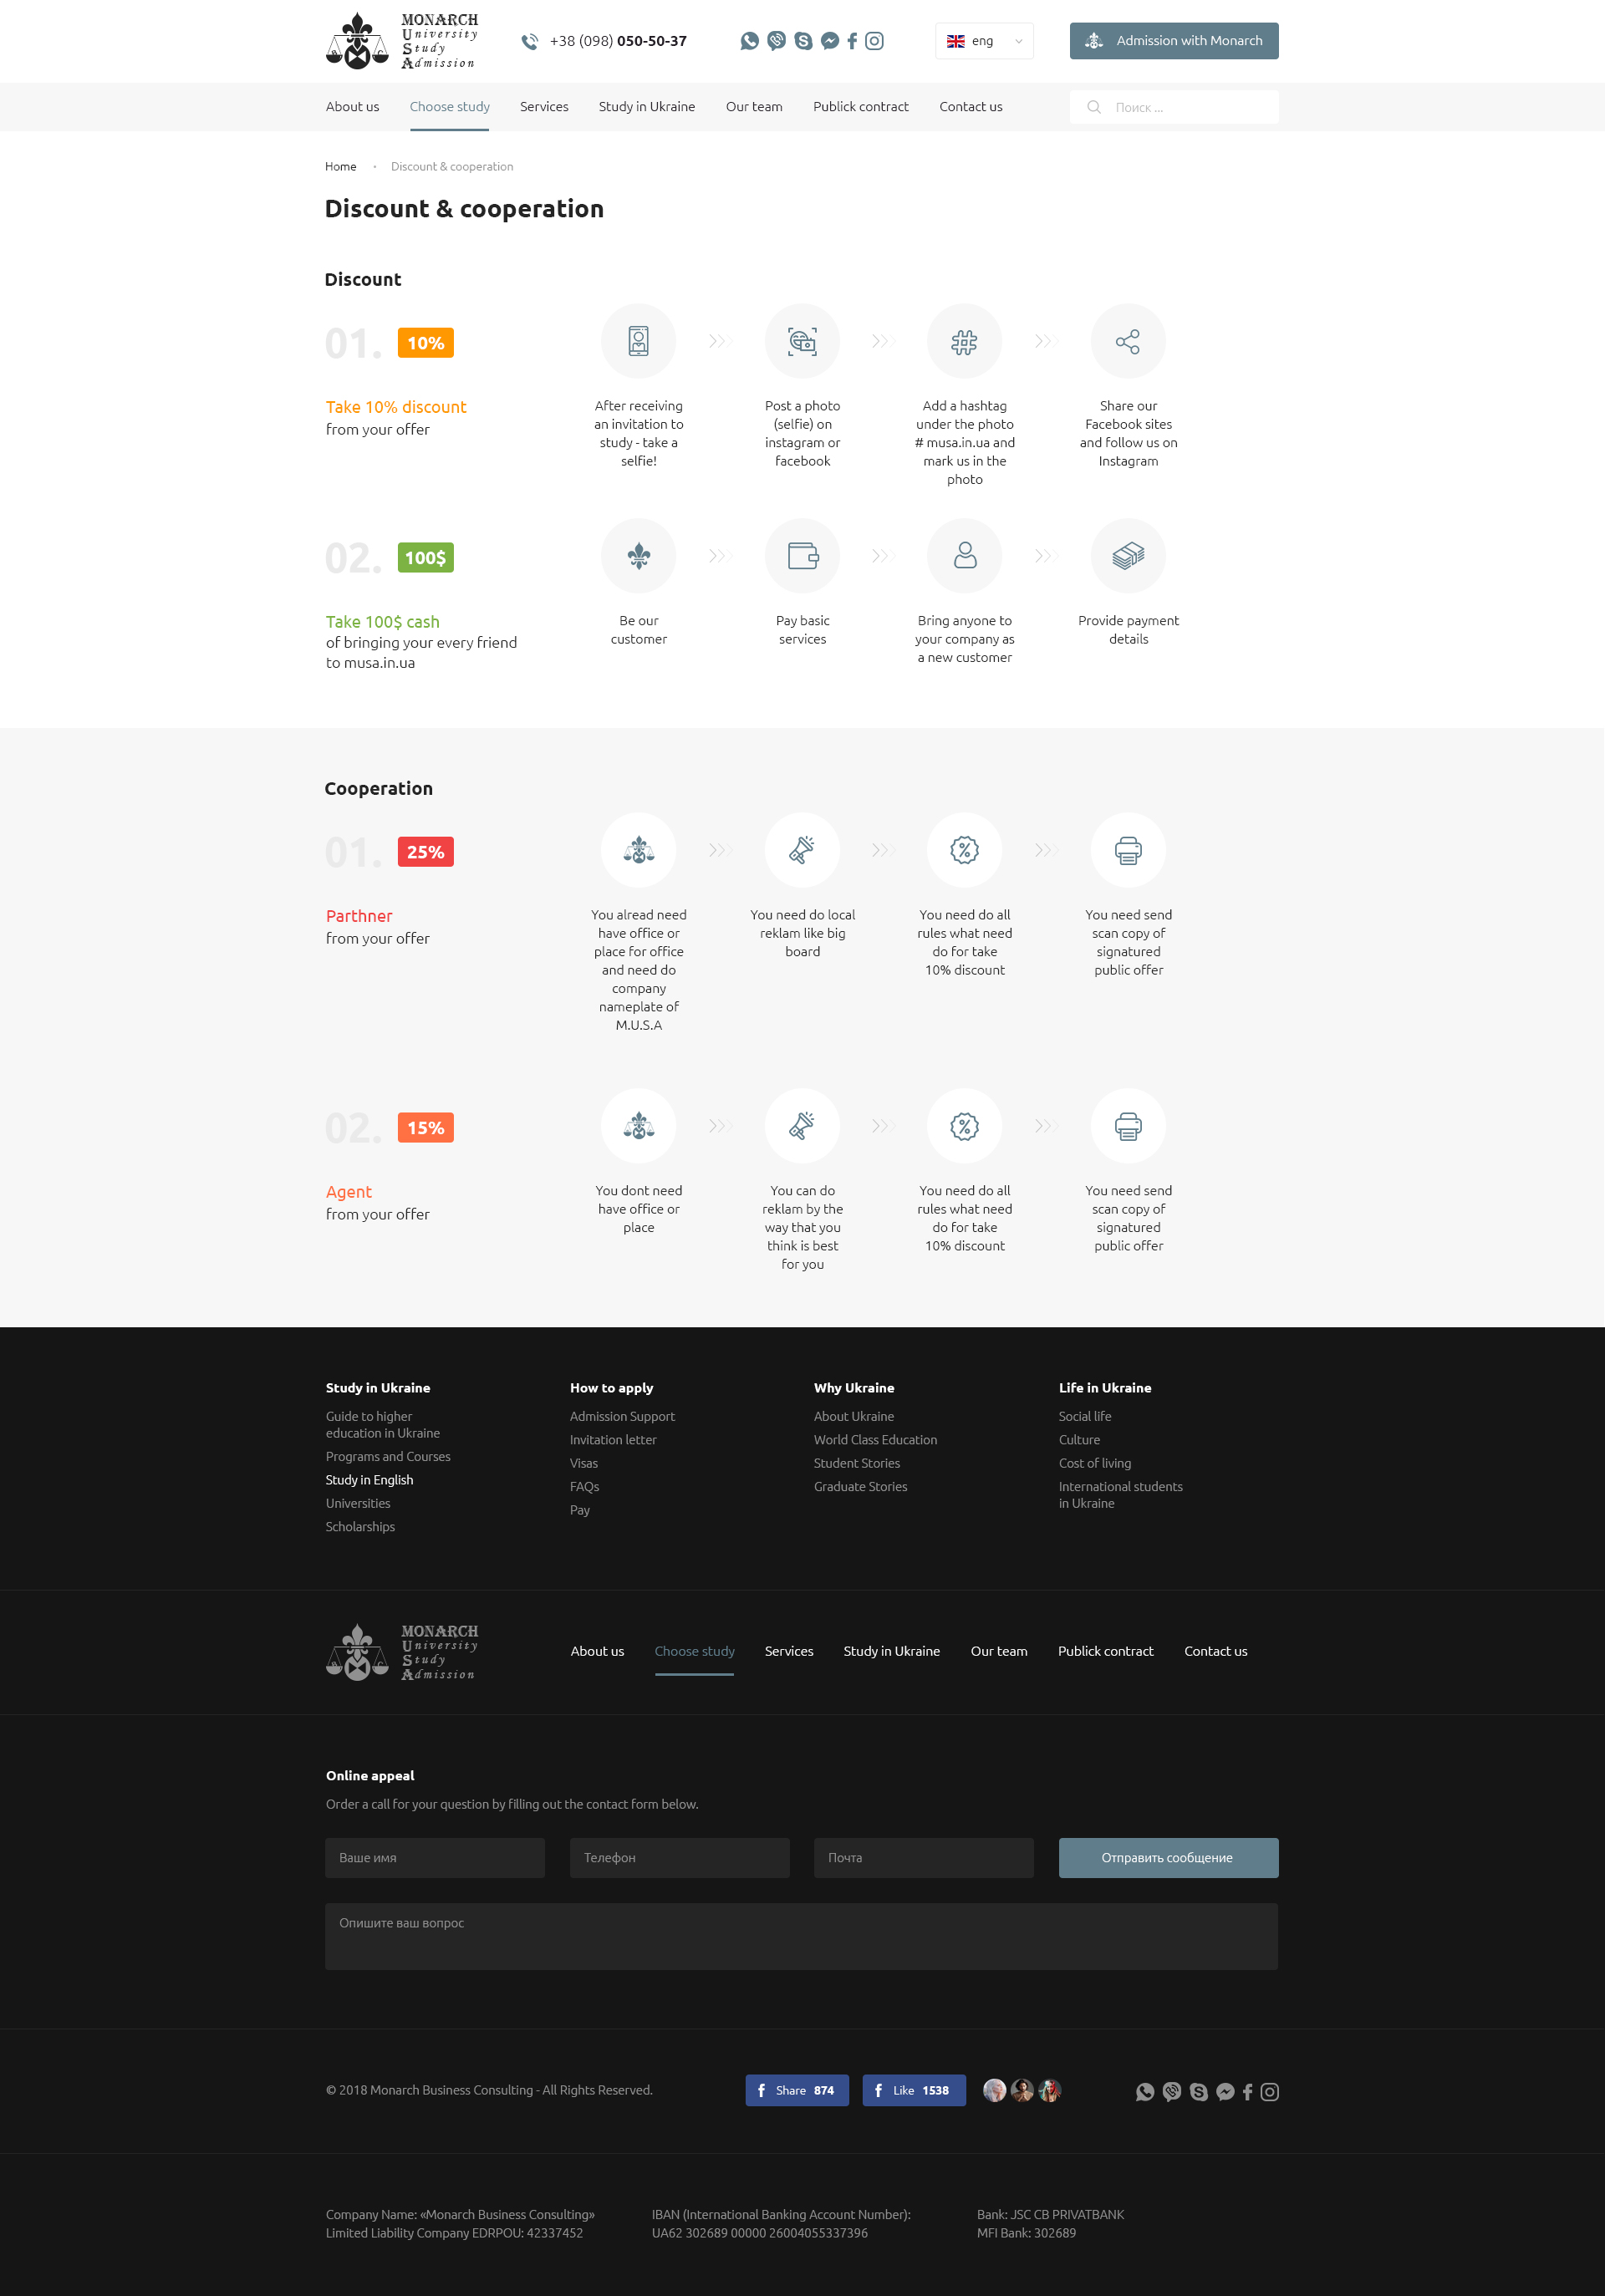 MONARCH
University
Study
Admission
+38 (098) 050-50-37
eng
Admission with Monarch
About us
Choose study
Services
Study in Ukraine
Our team
Publick contract
Contact us
Поиск ...
Home
Discount & cooperation
Discount & cooperation
Discount
01.
10%
Take 10% discount
from your offer
After receiving
an invitation to
study - take a
selfie!
Post a photo
(selfie) on
instagram or
facebook
Add a hashtag
under the photo
# musa.in.ua and
mark us in the
photo
Share our
Facebook sites
and follow us on
Instagram
02.
100$
Take 100$ cash
of bringing your every friend
to musa.in.ua
Be our
customer
Pay basic
services
Bring anyone to
your company as
a new customer
Provide payment
details
Cooperation
01.
25%
Parthner
from your offer
You alread need
have office or
place for office
and need do
company
nameplate of
M.U.S.A
You need do local
reklam like big
board
You need do all
rules what need
do for take
10% discount
You need send
scan copy of
signatured
public offer
02.
15%
Agent
from your offer
You dont need
have office or
place
You can do
reklam by the
way that you
think is best
for you
You need do all
rules what need
do for take
10% discount
You need send
scan copy of
signatured
public offer
Study in Ukraine
Guide to higher
education in Ukraine
Programs and Courses
Study in English
Universities
Scholarships
How to apply
Admission Support
Invitation letter
Visas
FAQs
Pay
Why Ukraine
About Ukraine
World Class Education
Student Stories
Graduate Stories
Life in Ukraine
Social life
Culture
Cost of living
International students
in Ukraine
MONARCH
University
Study
Admission
About us
Choose study
Services
Study in Ukraine
Our team
Publick contract
Contact us
Online appeal
Order a call for your question by filling out the contact form below.
Ваше имя
Телефон
Почта
Отправить сообщение
Опишите ваш вопрос
© 2018 Monarch Business Consulting - All Rights Reserved.
Share 874
Like 1538
Company Name: «Monarch Business Consulting»
Limited Liability Company EDRPOU: 42337452
IBAN (International Banking Account Number):
UA62 302689 00000 26004055337396
Bank: JSC CB PRIVATBANK
MFI Bank: 302689